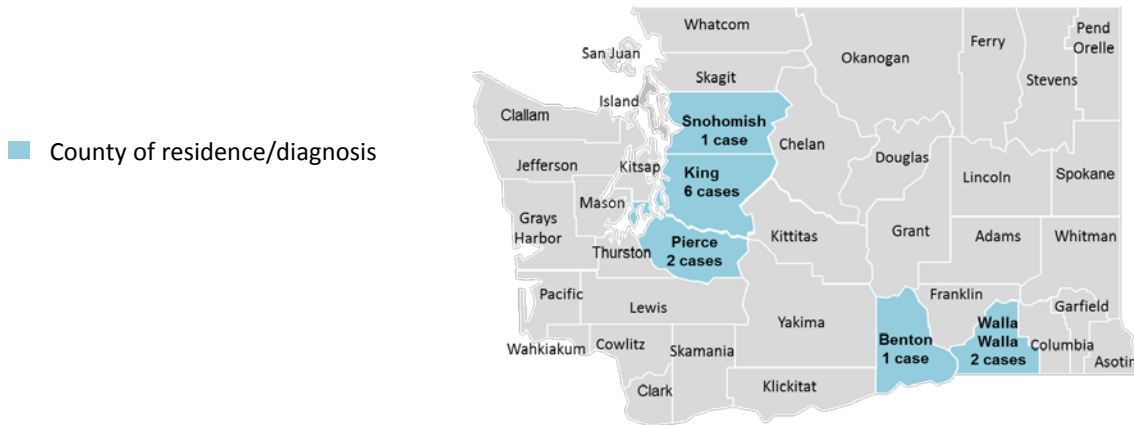 County of residence/diagnosis
Whatcom
San Juan
Skagit
Island
Okanogan
Ferry
Pend
Orelle
Stevens
Clallam
Snohomish
1 case
Chelan
Jefferson
Kitsap
King
6 cases
Douglas
Lincoln
Spokane
Mason
Grays
Harbor
Thurston
Pierce
2 cases
Kittitas
Grant
Adams
Whitman
Pacific
Lewis
Yakima
Franklin
Garfield
Benton
1 case
Walla
Walla
2 cases
Columbia
Asotin
Wahkiakum
Cowlitz
Skamania
Clark
Klickitat